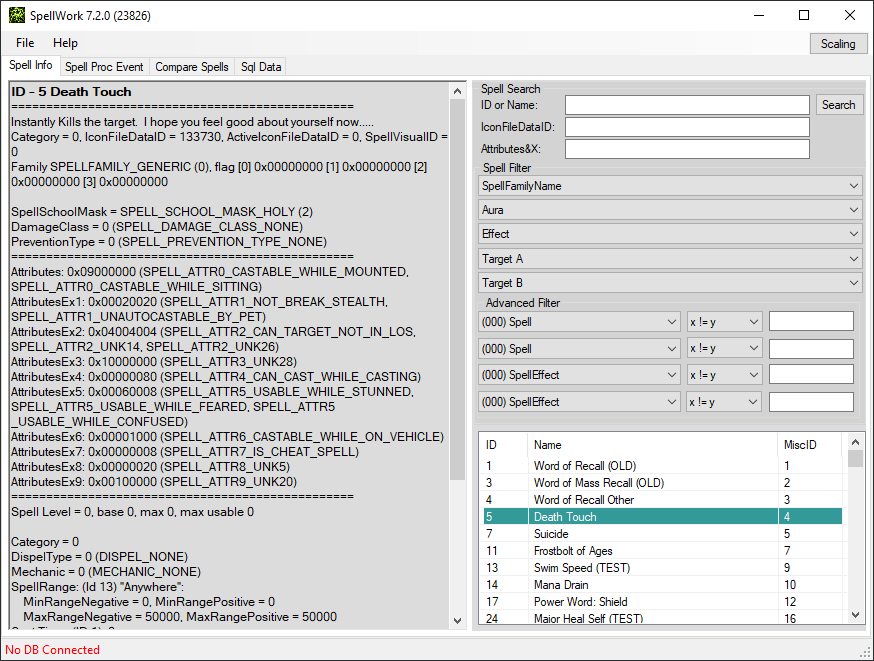 SpellWork 7.2.0 (23826)
File Help
Scaling
Spell Info Spell Proc Event Compare Spells Sql Data
ID - 5 Death Touch
=================================================
Instantly Kills the target.  I hope you feel good about yourself now.....
Category = 0, IconFileDataID = 133730, ActiveIconFileDataID = 0, SpellVisualID =
0
Family SPELLFAMILY_GENERIC (0), flag [0] 0x00000000 [1] 0x00000000 [2]
0x00000000 [3] 0x00000000
SpellSchoolMask = SPELL_SCHOOL_MASK_HOLY (2)
DamageClass = 0 (SPELL_DAMAGE_CLASS_NONE)
PreventionType = 0 (SPELL_PREVENTION_TYPE_NONE)
=================================================
Attributes: 0x09000000 (SPELL_ATTR0_CASTABLE_WHILE_MOUNTED,
SPELL_ATTR0_CASTABLE_WHILE_SITTING)
AttributesEx1: 0x00020020 (SPELL_ATTR1_NOT_BREAK_STEALTH,
SPELL_ATTR1_UNAUTOCASTABLE_BY_PET)
AttributesEx2: 0x04004004 (SPELL_ATTR2_CAN_TARGET_NOT_IN_LOS,
SPELL_ATTR2_UNK14, SPELL_ATTR2_UNK26)
AttributesEx3: 0x10000000 (SPELL_ATTR3_UNK28)
AttributesEx4: 0x00000080 (SPELL_ATTR4_CAN_CAST_WHILE_CASTING)
AttributesEx5: 0x00060008 (SPELL_ATTR5_USABLE_WHILE_STUNNED,
SPELL_ATTR5_USABLE_WHILE_FEARED, SPELL_ATTR5
_USABLE_WHILE_CONFUSED)
AttributesEx6: 0x00001000 (SPELL_ATTR6_CASTABLE_WHILE_ON_VEHICLE)
AttributesEx7: 0x00000008 (SPELL_ATTR7_IS_CHEAT_SPELL)
AttributesEx8: 0x00000020 (SPELL_ATTR8_UNK5)
AttributesEx9: 0x00100000 (SPELL_ATTR9_UNK20)
=================================================
Spell Level = 0, base 0, max 0, max usable 0
Category = 0
DispelType = 0 (DISPEL_NONE)
Mechanic = 0 (MECHANIC_NONE)
SpellRange: (Id 13) "Anywhere":
MinRangeNegative = 0, MinRangePositive = 0
MaxRangeNegative = 50000, MaxRangePositive = 50000
Spell Search
ID or Name:
Search
IconFileDataID:
Attributes&X:
Spell Filter
SpellFamilyName
Aura
Effect
Target A
Target B
Advanced Filter
(000) Spell x != y
(000) Spell x != y
(000) SpellEffect x != y
(000) SpellEffect x != y
ID Name MiscID
1 Word of Recall (OLD) 1
3 Word of Mass Recall (OLD) 2
4 Word of Recall Other 3
5 Death Touch 4
7 Suicide 5
11 Frostbolt of Ages 7
13 Swim Speed (TEST) 9
14 Mana Drain 10
17 Power Word: Shield 12
24 Major Heal Self (TEST) 16
No DB Connected